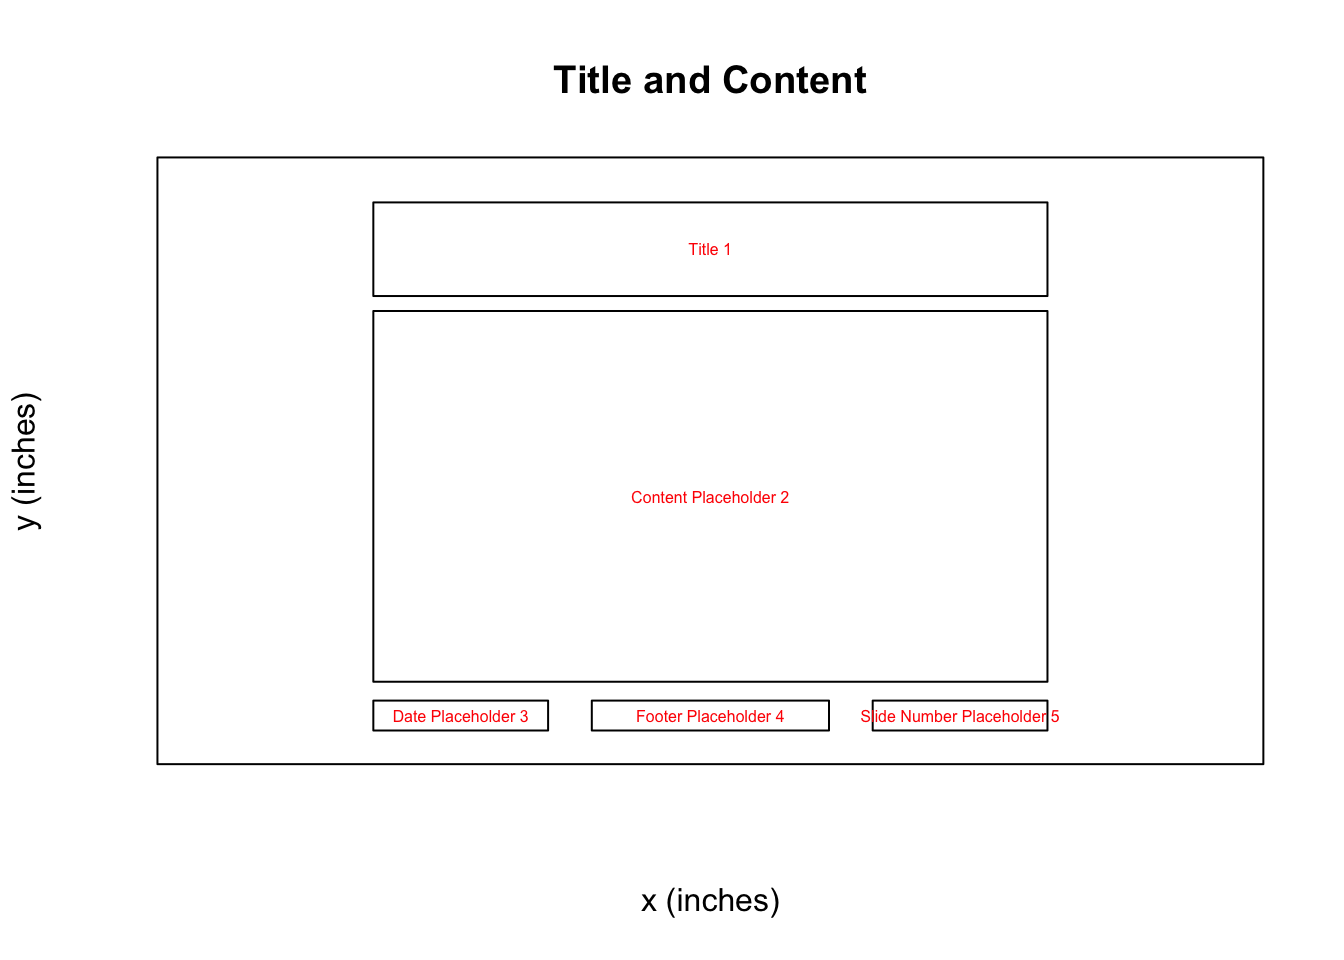 Title and Content
Title 1
y (inches)
Content Placeholder 2
Date Placeholder 3
Footer Placeholder 4
Slide Number Placeholder 5
x (inches)